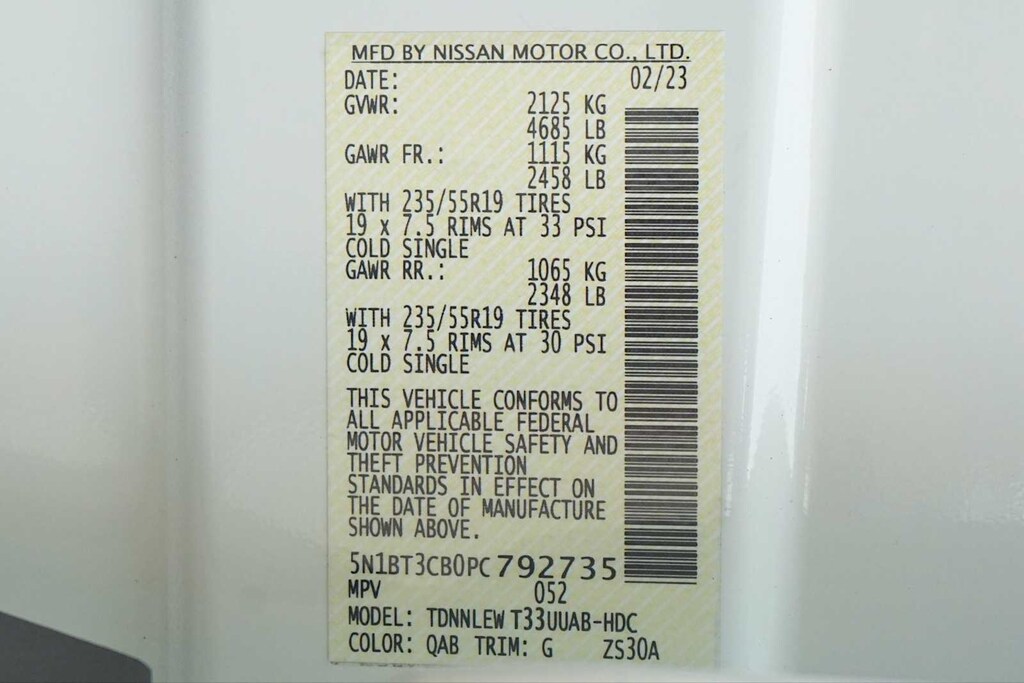 MFD BY NISSAN MOTOR CO., LTD.
DATE: 02/23
GVWR: 2125 KG
4685 LB
GAWR FR.: 1115 KG
2458 LB
WITH 235/55R19 TIRES
19 x 7.5 RIMS AT 33 PSI
COLD SINGLE
GAWR RR.: 1065 KG
2348 LB
WITH 235/55R19 TIRES
19 x 7.5 RIMS AT 30 PSI
COLD SINGLE
THIS VEHICLE CONFORMS TO
ALL APPLICABLE FEDERAL
MOTOR VEHICLE SAFETY AND
THEFT PREVENTION
STANDARDS IN EFFECT ON
THE DATE OF MANUFACTURE
SHOWN ABOVE.
5N1BT3CB0PC792735
MPV 052
MODEL: TDNNLEW T33UUAB-HDC
COLOR: QAB TRIM: G ZS30A